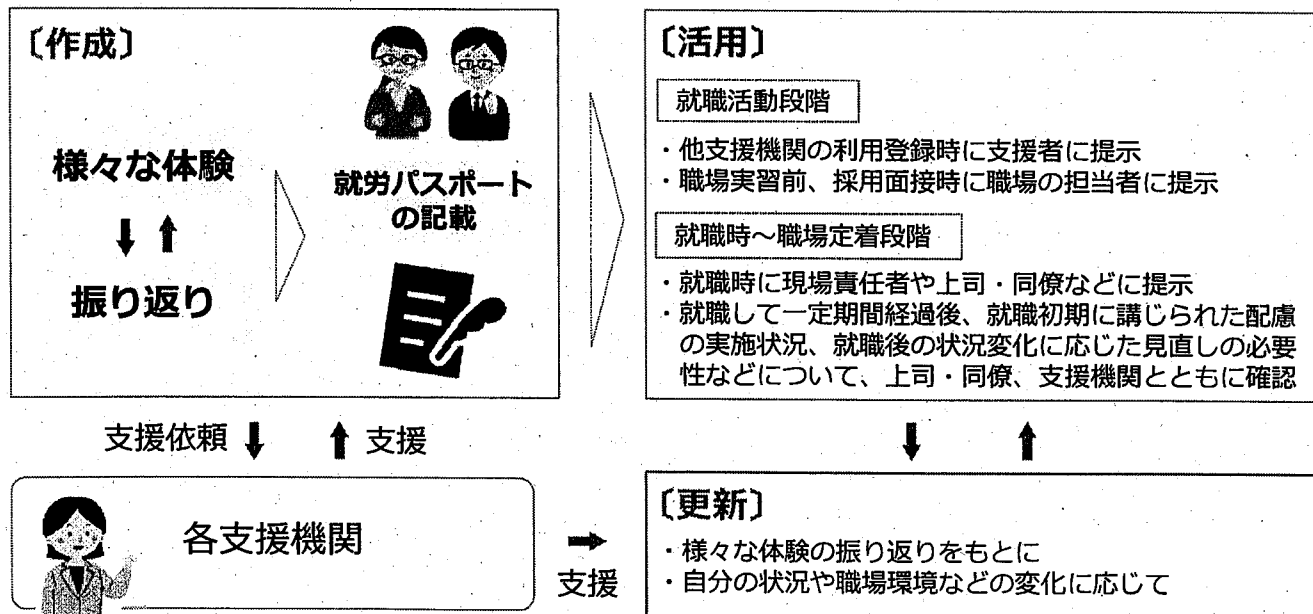 〔作成〕
様々な体験
振り返り
就労パスポート
の記載
〔活用〕
就職活動段階
・他支援機関の利用登録時に支援者に提示
・職場実習前、採用面接時に職場の担当者に提示
就職時～職場定着段階
・就職時に現場責任者や上司・同僚などに提示
・就職して一定期間経過後、就職初期に講じられた配慮
の実施状況、就職後の状況変化に応じた見直しの必要
性などについて、上司・同僚、支援機関とともに確認
支援依頼
支援
各支援機関
支援
〔更新〕
・様々な体験の振り返りをもとに
・自分の状況や職場環境などの変化に応じて